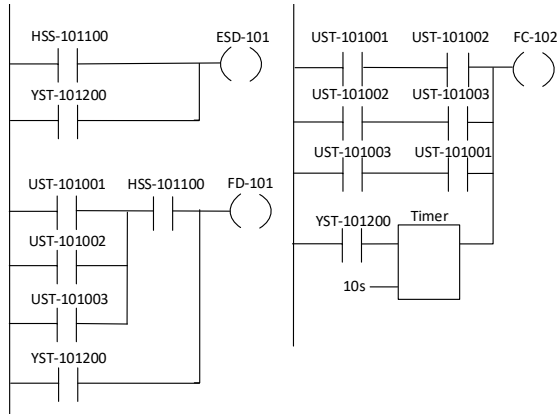 HSS-101100 ESD-101
YST-101200
UST-101001 HSS-101100 FD-101
UST-101002
UST-101003
YST-101200
UST-101001 UST-101002 FC-102
UST-101002 UST-101003
UST-101003 UST-101001
YST-101200 Timer
10s